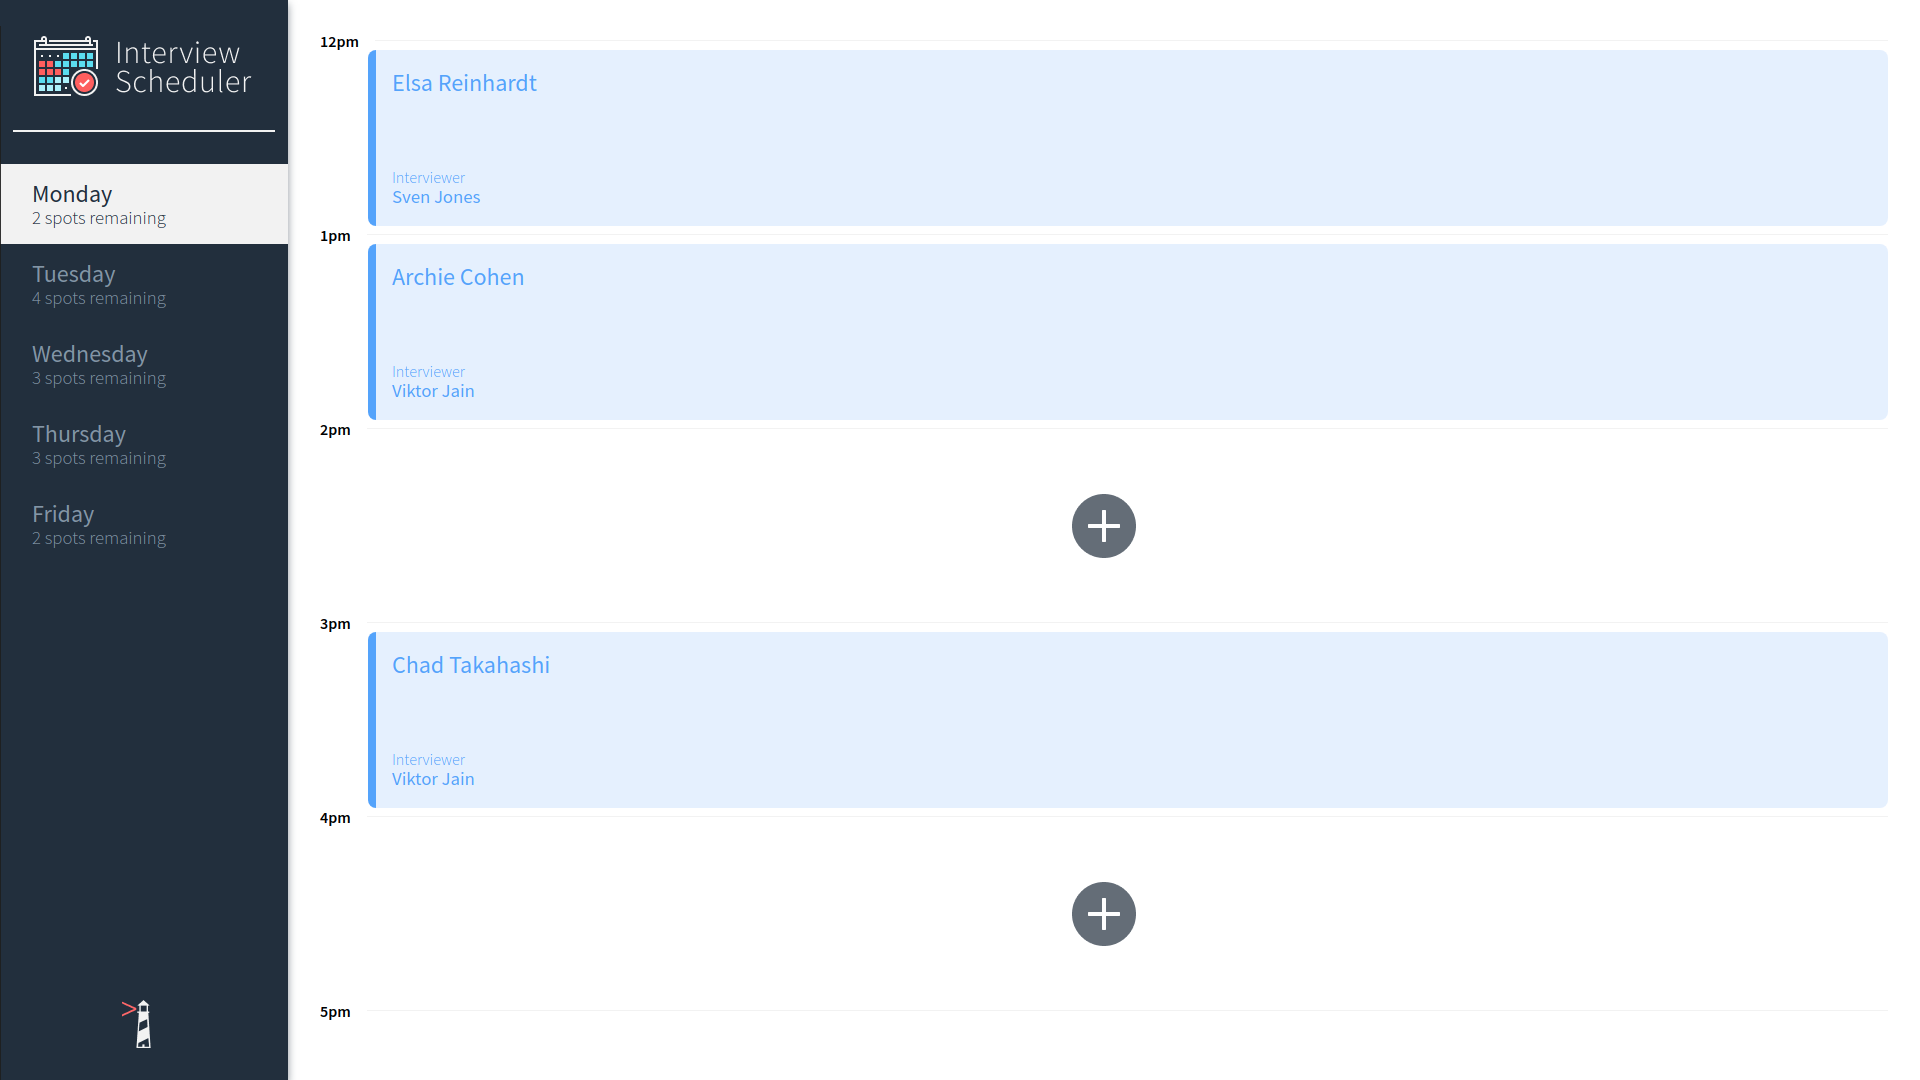 Interview
Scheduler
Monday
2 spots remaining
Tuesday
4 spots remaining
Wednesday
3 spots remaining
Thursday
3 spots remaining
Friday
2 spots remaining
12pm
Elsa Reinhardt
Interviewer
Sven Jones
1pm
Archie Cohen
Interviewer
Viktor Jain
2pm
3pm
Chad Takahashi
Interviewer
Viktor Jain
4pm
5pm